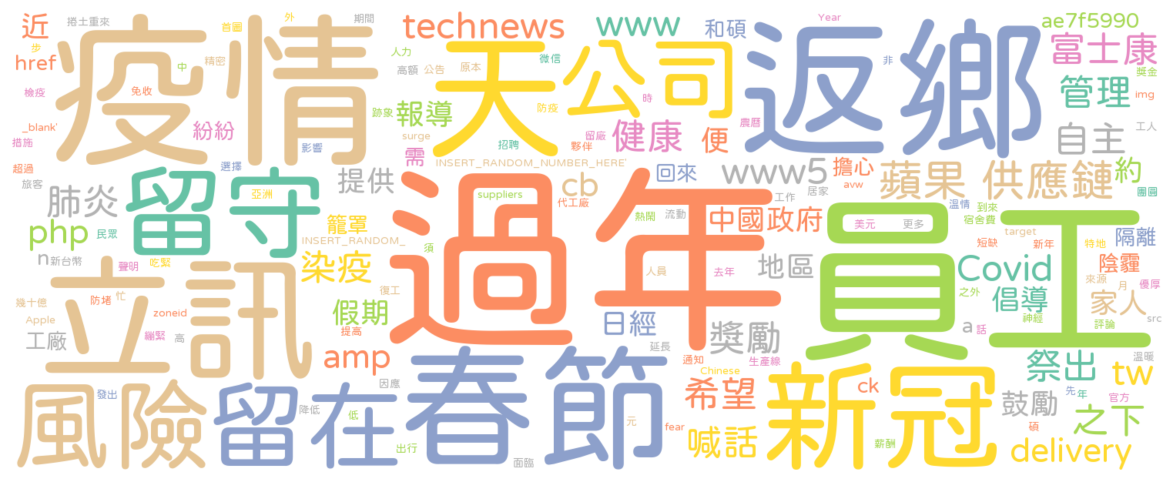 近 捲土重來 首圖 外 期間 technews www 和碩 Year ae7f5990
疫情 天 公司 返鄉 富士康
步 中 精密 人力 高額 公告 原本 微信 非 獎金
href 檢疫 免收 跡象 報導 防疫 時 農曆 管理 img
_blank' 紛紛 surge 招聘 留廠 健康 便 自主 工人
措施 影響 需 夥伴
超過 選擇 INSERT_RANDOM_NUMBER_HERE 回來 www5 擔心 蘋果 供應鏈 約
旅客 留守 亞洲 提供 suppliers cb 代工廠 工作 居家 avw 團圓
肺炎 籠罩 過年 熱鬧 流動 中國政府 美元 更多 溫情 到來 宿舍費
php 民眾 INSERT_RANDOM_ 員工 target 隔離
n 新台幣 聲明 吃緊 染疫 須 人員 去年 地區 短缺 新年 特地 陰霾
幾十億 防堵 忙 立訊 復工 Covid 來源 月 優厚
Apple zoneid 假期 日經 之外 倡導 家人 src
工廠 繃緊 高 提高 獎勵 a 話 神經 評論
amp 春節 延長 通知 生產線 祭出 溫暖
發出 因應 Chinese 希望 新冠 ck 先 年 tw
風險 留在 降低 低 元 fear 鼓勵 官方 之下
出行 面臨 喊話 薪酬 碩 delivery